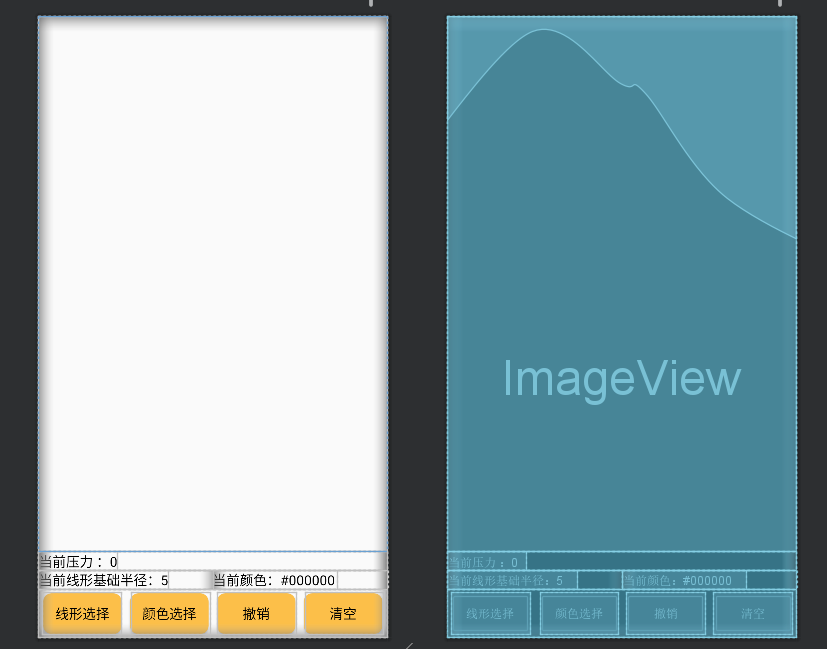 当前压力：0
当前线形基础半径：5 当前颜色：#000000
线形选择 颜色选择 撤销 清空
ImageView
当前压力：0
当前线形基础半径：5 当前颜色：#000000
线形选择 颜色选择 撤销 清空